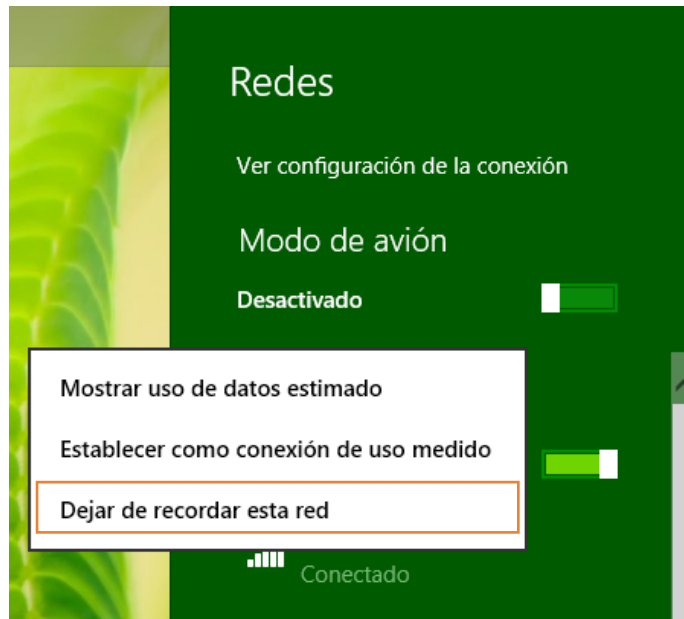 Redes
Ver configuración de la conexión
Modo de avión
Desactivado
Mostrar uso de datos estimado
Establecer como conexión de uso medido
Dejar de recordar esta red
Conectado